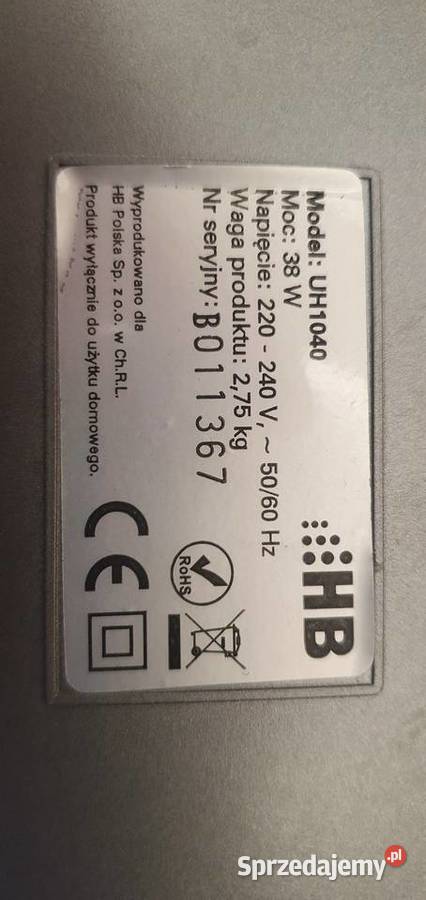 Model: UH1040
Moc: 38 W
Napięcie: 220 - 240 V, ~ 50/60 Hz
Waga produktu: 2,75 kg
Nr seryjny: B011367
HB
RoHS
CE
Wyprodukowano dla
HB Polska Sp. z o.o. w Ch.R.L.
Produkt wyłącznie do użytku domowego.
Sprzedajemy.pl